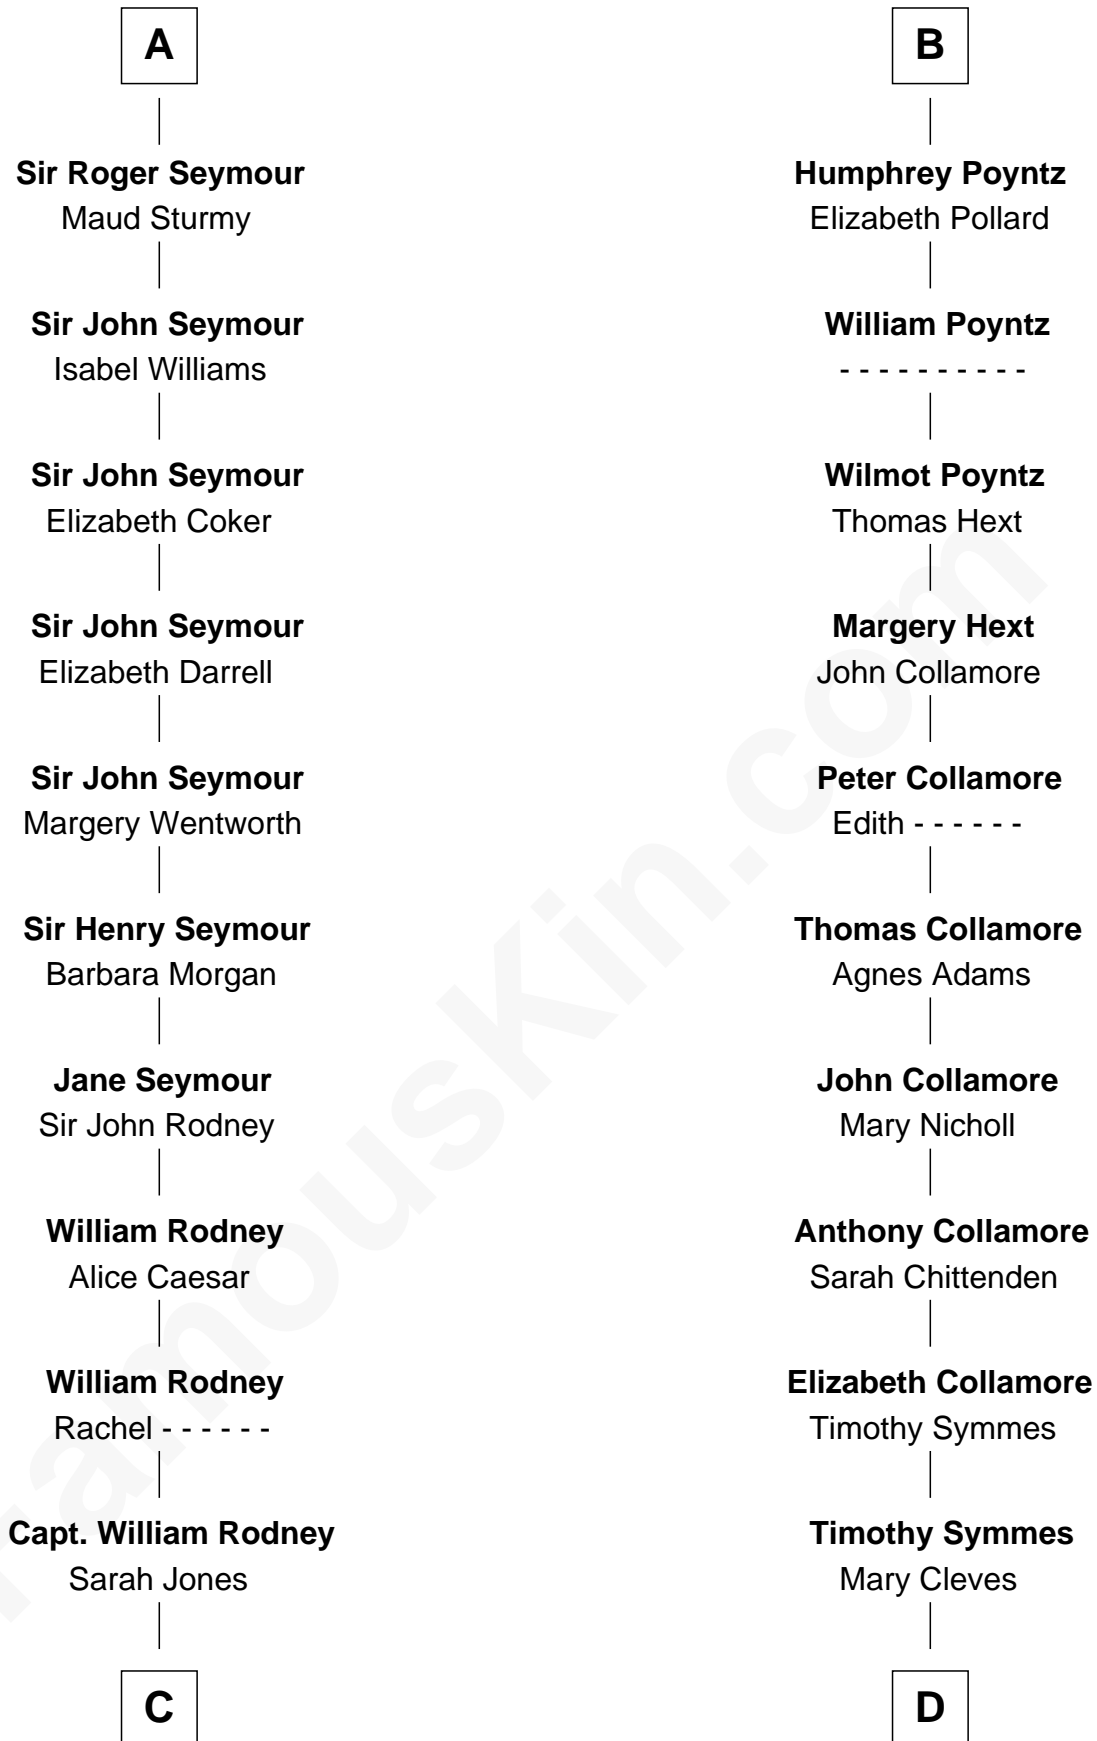 A
Sir Roger Seymour
Maud Sturmy
Sir John Seymour
Isabel Williams
Sir John Seymour
Elizabeth Coker
Sir John Seymour
Elizabeth Darrell
Sir John Seymour
Margery Wentworth
Sir Henry Seymour
Barbara Morgan
Jane Seymour
Sir John Rodney
William Rodney
Alice Caesar
William Rodney
Rachel - - - - - -
Capt. William Rodney
Sarah Jones
C
B
Humphrey Poyntz
Elizabeth Pollard
William Poyntz
- - - - - - - - - -
Wilmot Poyntz
Thomas Hext
Margery Hext
John Collamore
Peter Collamore
Edith - - - - - -
Thomas Collamore
Agnes Adams
John Collamore
Mary Nicholl
Anthony Collamore
Sarah Chittenden
Elizabeth Collamore
Timothy Symmes
Timothy Symmes
Mary Cleves
D
FamousKin.com